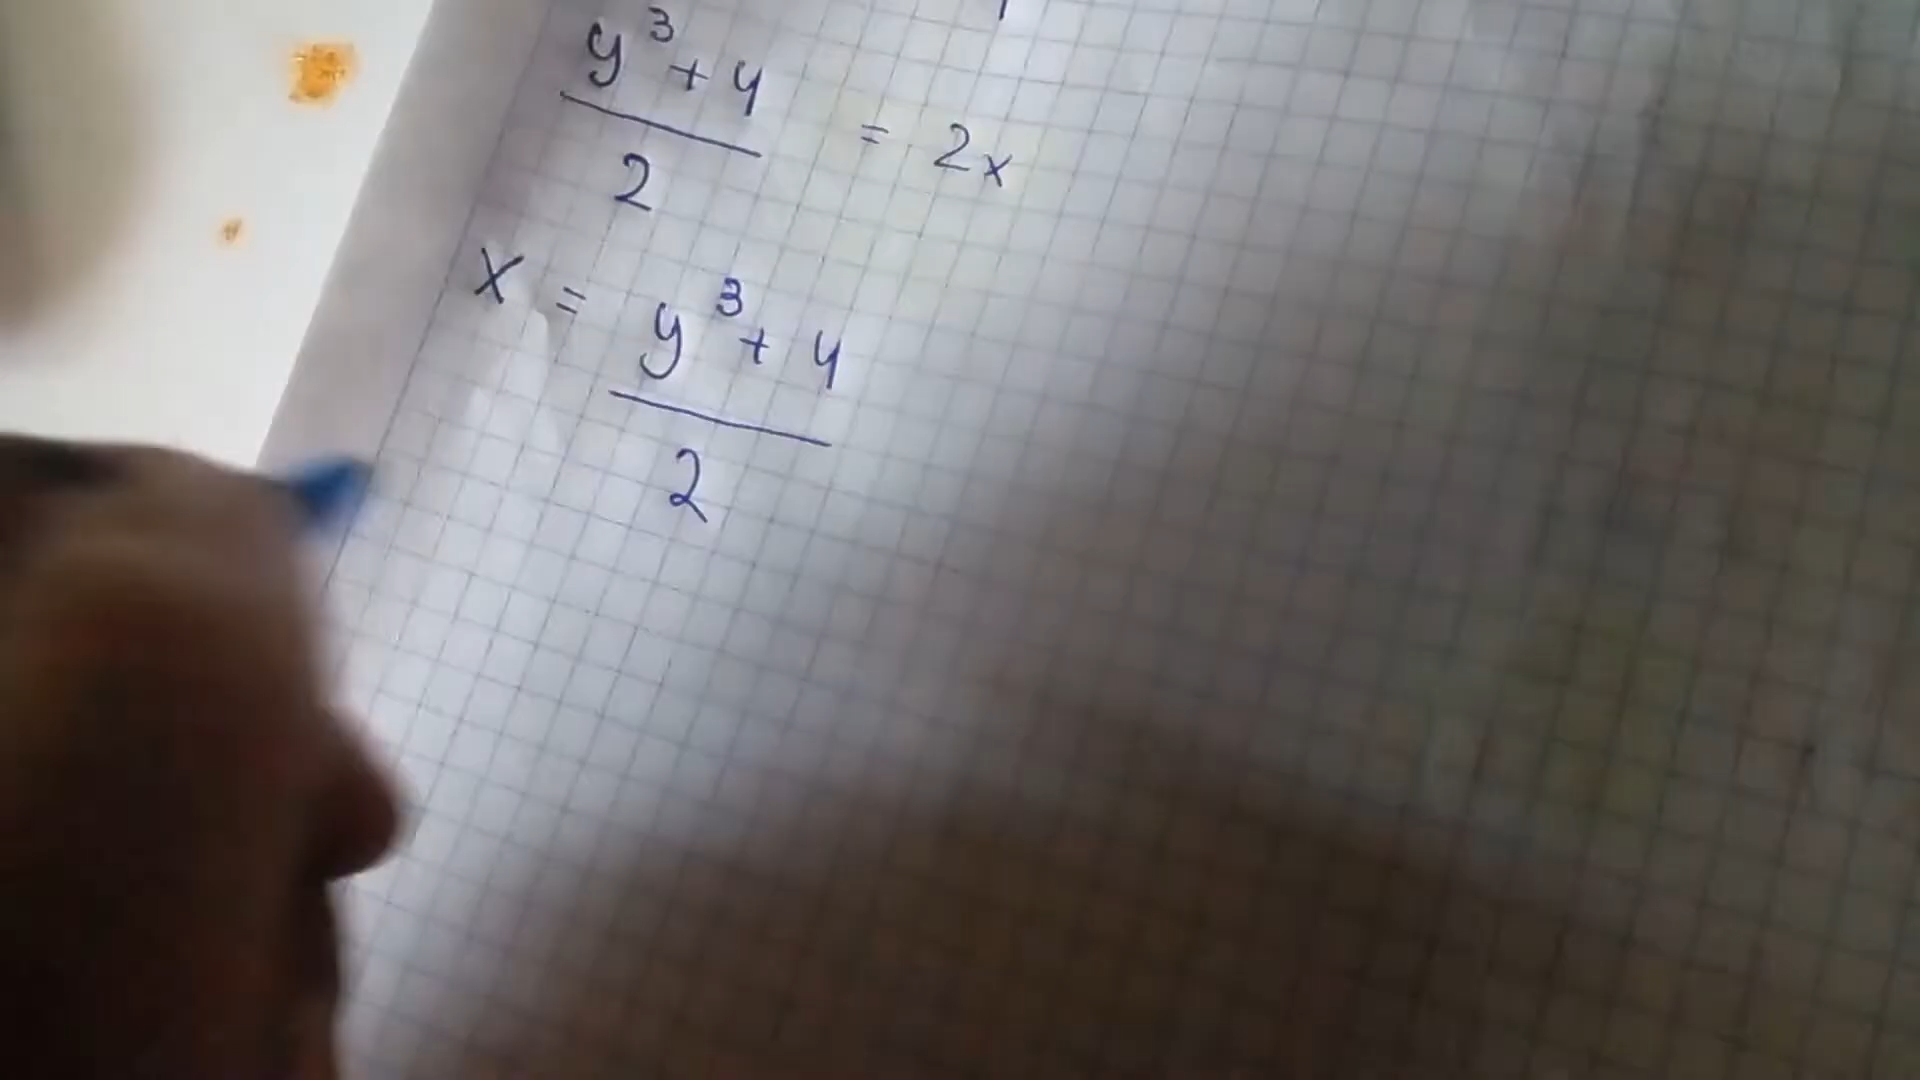 y³ + 4 / 2 = 2x
x = y³ + 4 / 2